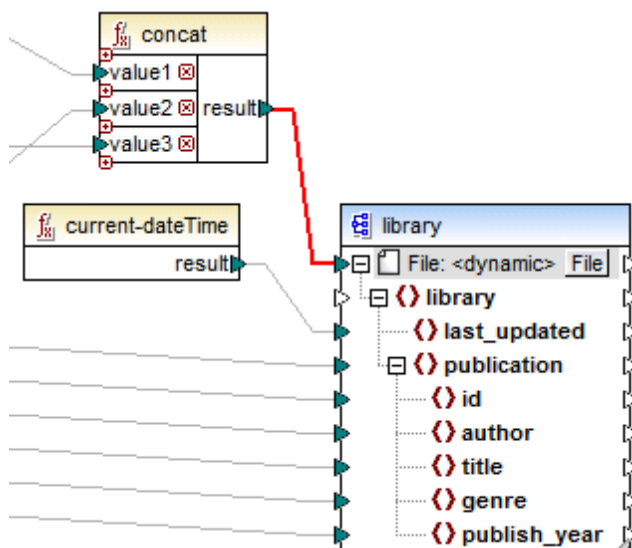 concat
value1
value2 result
value3
current-dateTime
result
library
File: <dynamic> File
library
last_updated
publication
id
author
title
genre
publish_year